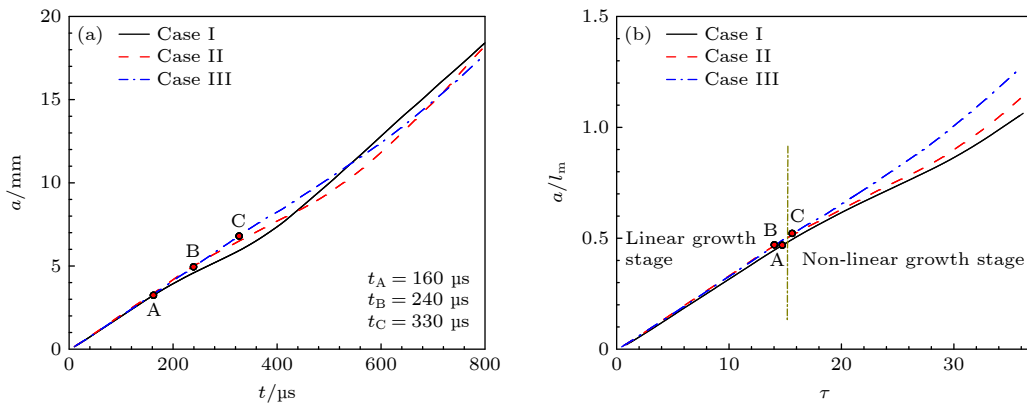 (a)
Case I
Case II
Case III
20
15
10
5
0
a/mm
A
B
C
tA = 160 μs
tB = 240 μs
tC = 330 μs
0 200 400 600 800
t/μs
(b)
Case I
Case II
Case III
1.5
1.0
0.5
0
a/lm
B
C
A
Linear growth
stage
Non-linear growth stage
0 10 20 30
τ